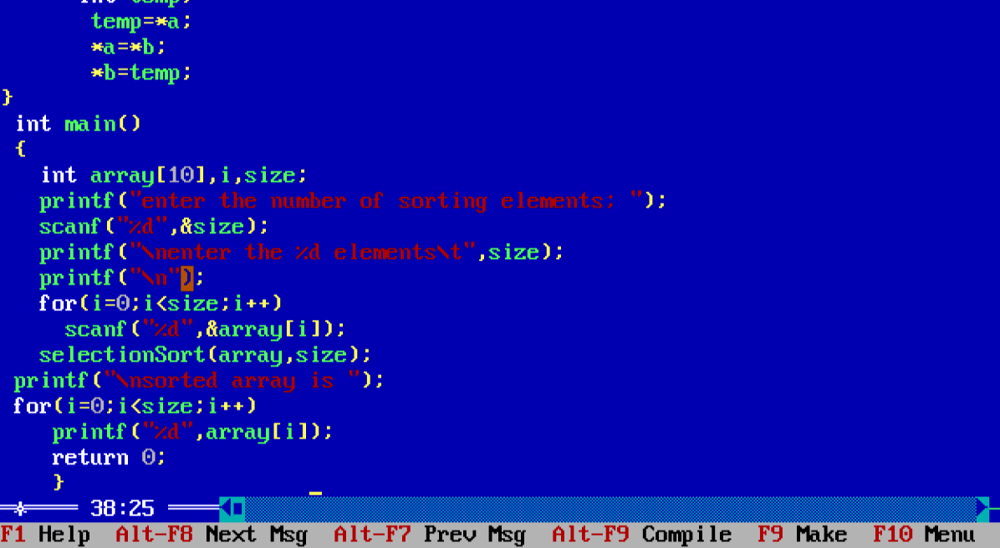 int temp;
temp=*a;
*a=*b;
*b=temp;
}
int main()
{
int array[10],i,size;
printf("enter the number of sorting elements: ");
scanf("%d",&size);
printf("\nenter the %d elements\t",size);
printf("\n");
for(i=0;i<size;i++)
scanf("%d",&array[i]);
selectionSort(array,size);
printf("\nsorted array is ");
for(i=0;i<size;i++)
printf("%d",array[i]);
return 0;
}
38:25
F1 Help Alt-F8 Next Msg Alt-F7 Prev Msg Alt-F9 Compile F9 Make F10 Menu